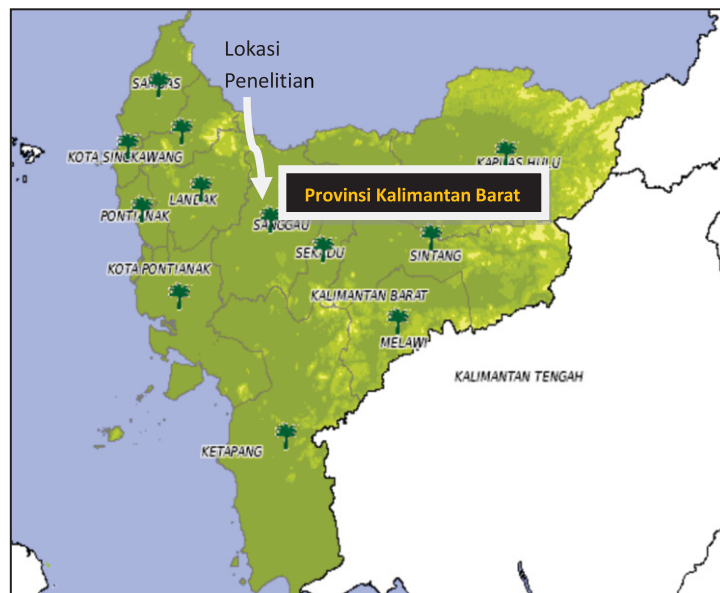 Lokasi
Penelitian
SAMBAS
KOTA SINGKAWANG
KAPUAS HULU
LANDAK
Provinsi Kalimantan Barat
PONTIANAK
SANGGAU
SEKADU
SINTANG
KOTA PONTIANAK
KALIMANTAN BARAT
MELAWI
KALIMANTAN TENGAH
KETAPANG